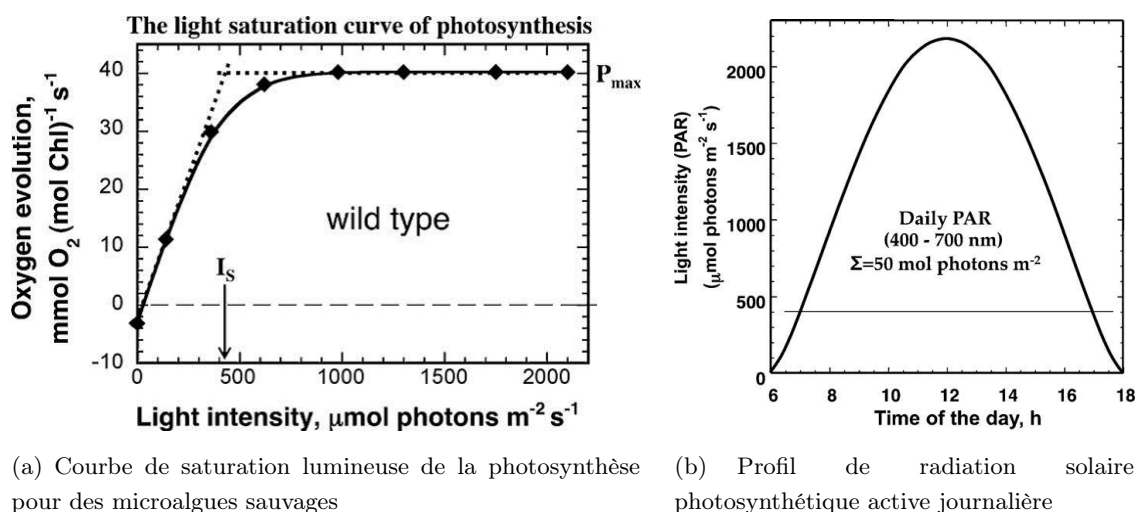 The light saturation curve of photosynthesis
Oxygen evolution,
mmol O₂ (mol Chl)⁻¹ s⁻¹
50
40
30
20
10
0
-10
Pmax
wild type
IS
0 500 1000 1500 2000
Light intensity, μmol photons m⁻² s⁻¹
(a) Courbe de saturation lumineuse de la photosynthèse
pour des microalgues sauvages
Light intensity (PAR)
(μmol photons m⁻² s⁻¹)
2000
1500
1000
500
0
Daily PAR
(400 - 700 nm)
Σ=50 mol photons m⁻²
6 8 10 12 14 16 18
Time of the day, h
(b) Profil de radiation solaire
photosynthétique active journalière